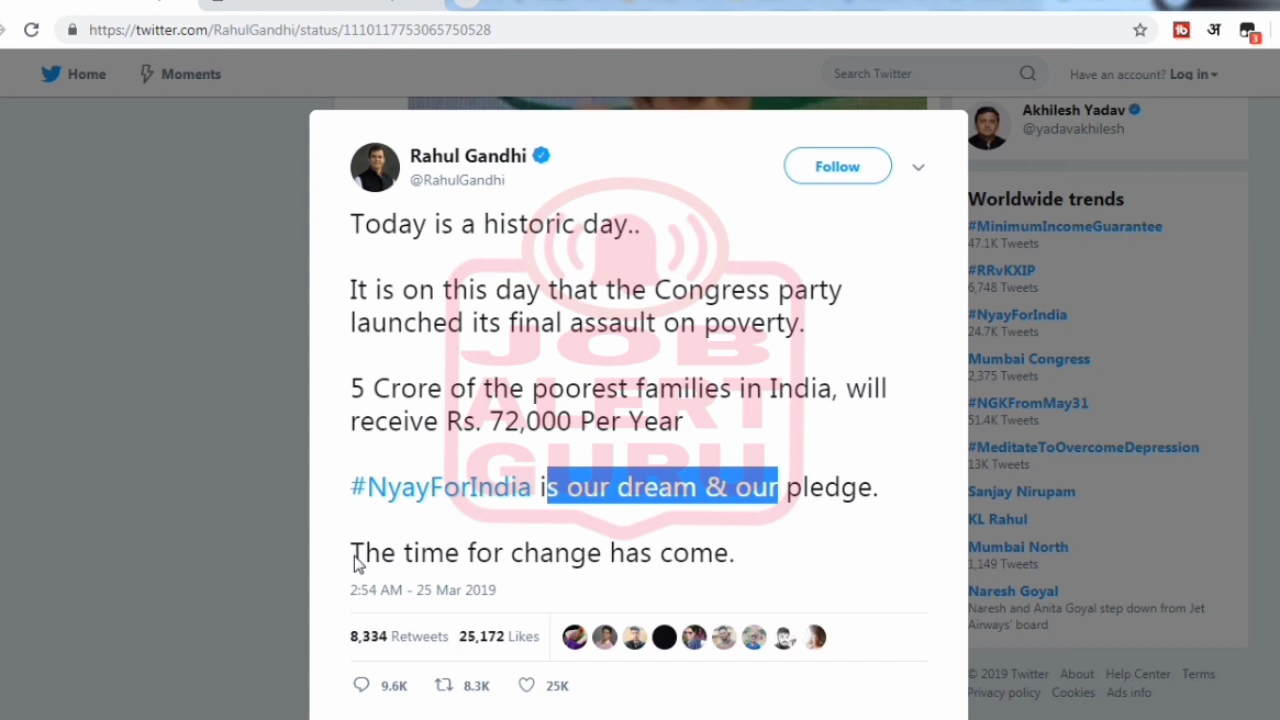 https://twitter.com/RahulGandhi/status/1110117753065750528
अ
3
Home
Moments
Search Twitter
Have an account? Log in
Akhilesh Yadav
@yadavakhilesh
Rahul Gandhi
@RahulGandhi
Follow
Today is a historic day..
It is on this day that the Congress party
launched its final assault on poverty.
5 Crore of the poorest families in India, will
receive Rs. 72,000 Per Year
#NyayForIndia is our dream & our pledge.
The time for change has come.
2:54 AM - 25 Mar 2019
8,334 Retweets 25,172 Likes
9.6K 8.3K 25K
JOB
ALERT
GURU
Worldwide trends
#MinimumIncomeGuarantee
47.1K Tweets
#RRvKXIP
6,748 Tweets
#NyayForIndia
24.7K Tweets
Mumbai Congress
2,375 Tweets
#NGKFromMay31
51.4K Tweets
#MeditateToOvercomeDepression
13K Tweets
Sanjay Nirupam
KL Rahul
Mumbai North
1,149 Tweets
Naresh Goyal
Naresh and Anita Goyal step down from Jet
Airways' board
© 2019 Twitter About Help Center Terms
Privacy policy Cookies Ads info